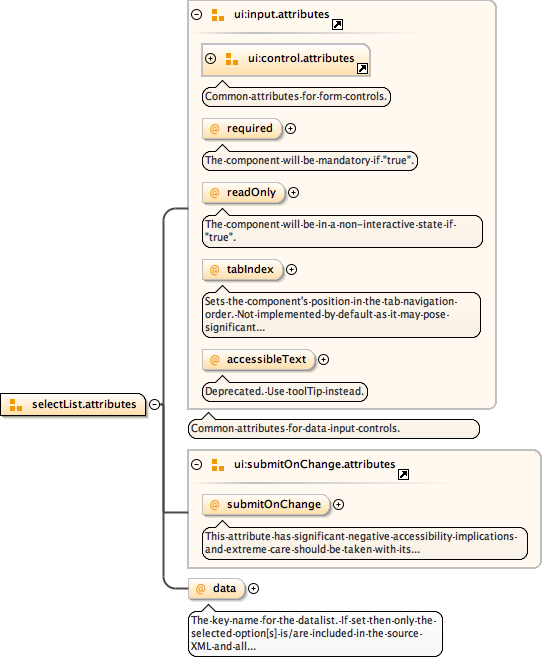 ui:input.attributes
ui:control.attributes
Common attributes for form controls.
@ required
The component will be mandatory if "true".
@ readOnly
The component will be in a non-interactive state if
"true".
@ tabIndex
Sets the component's position in the tab navigation
order. Not implemented by default as it may pose
significant...
@ accessibleText
Deprecated. Use toolTip instead.
selectList.attributes
Common attributes for data input controls.
ui:submitOnChange.attributes
@ submitOnChange
This attribute has significant negative accessibility implications
and extreme care should be taken with its...
@ data
The key name for the datalist. If set then only the
selected option[s] is/are included in the source
XML and all...